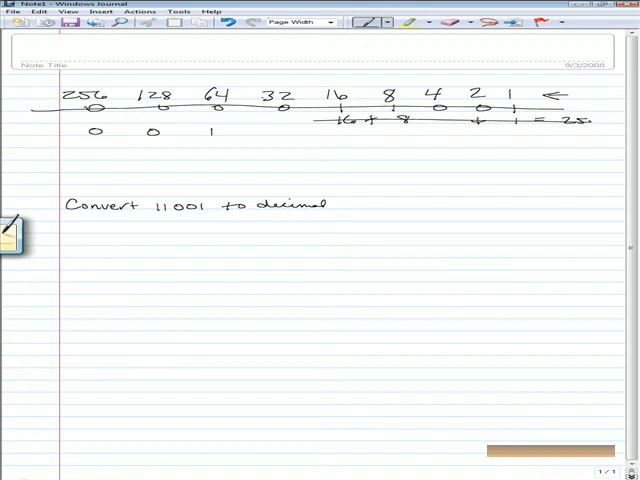 Note1 - Windows Journal
File Edit View Insert Actions Tools Help
Page Width
Note Title
9/3/2008
256 128 64 32 16 8 4 2 1 ←
0 0 0 0 1 1 0 0 1
16 + 8 + 1 = 25
0 0 1
Convert 11001 to decimal
1 / 1